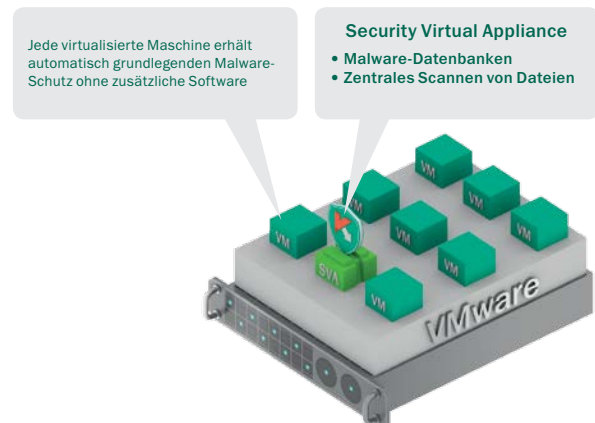 Jede virtualisierte Maschine erhält
automatisch grundlegenden Malware-
Schutz ohne zusätzliche Software
Security Virtual Appliance
• Malware-Datenbanken
• Zentrales Scannen von Dateien
VM
VM
VM
VM
VM
VM
SVA
VM
VM
VMware